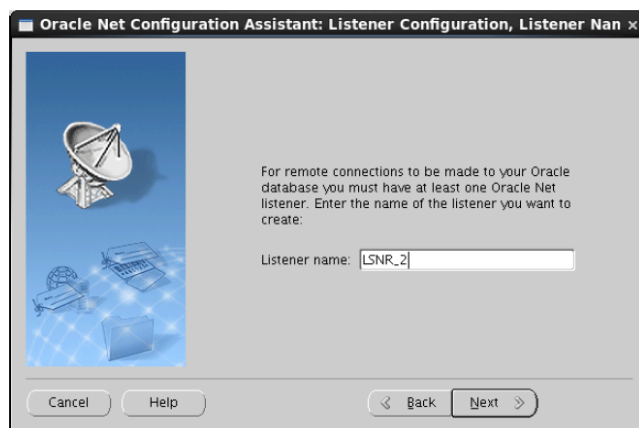 Oracle Net Configuration Assistant: Listener Configuration, Listener Nan
For remote connections to be made to your Oracle
database you must have at least one Oracle Net
listener. Enter the name of the listener you want to
create:
Listener name: LSNR_2
Cancel Help Back Next